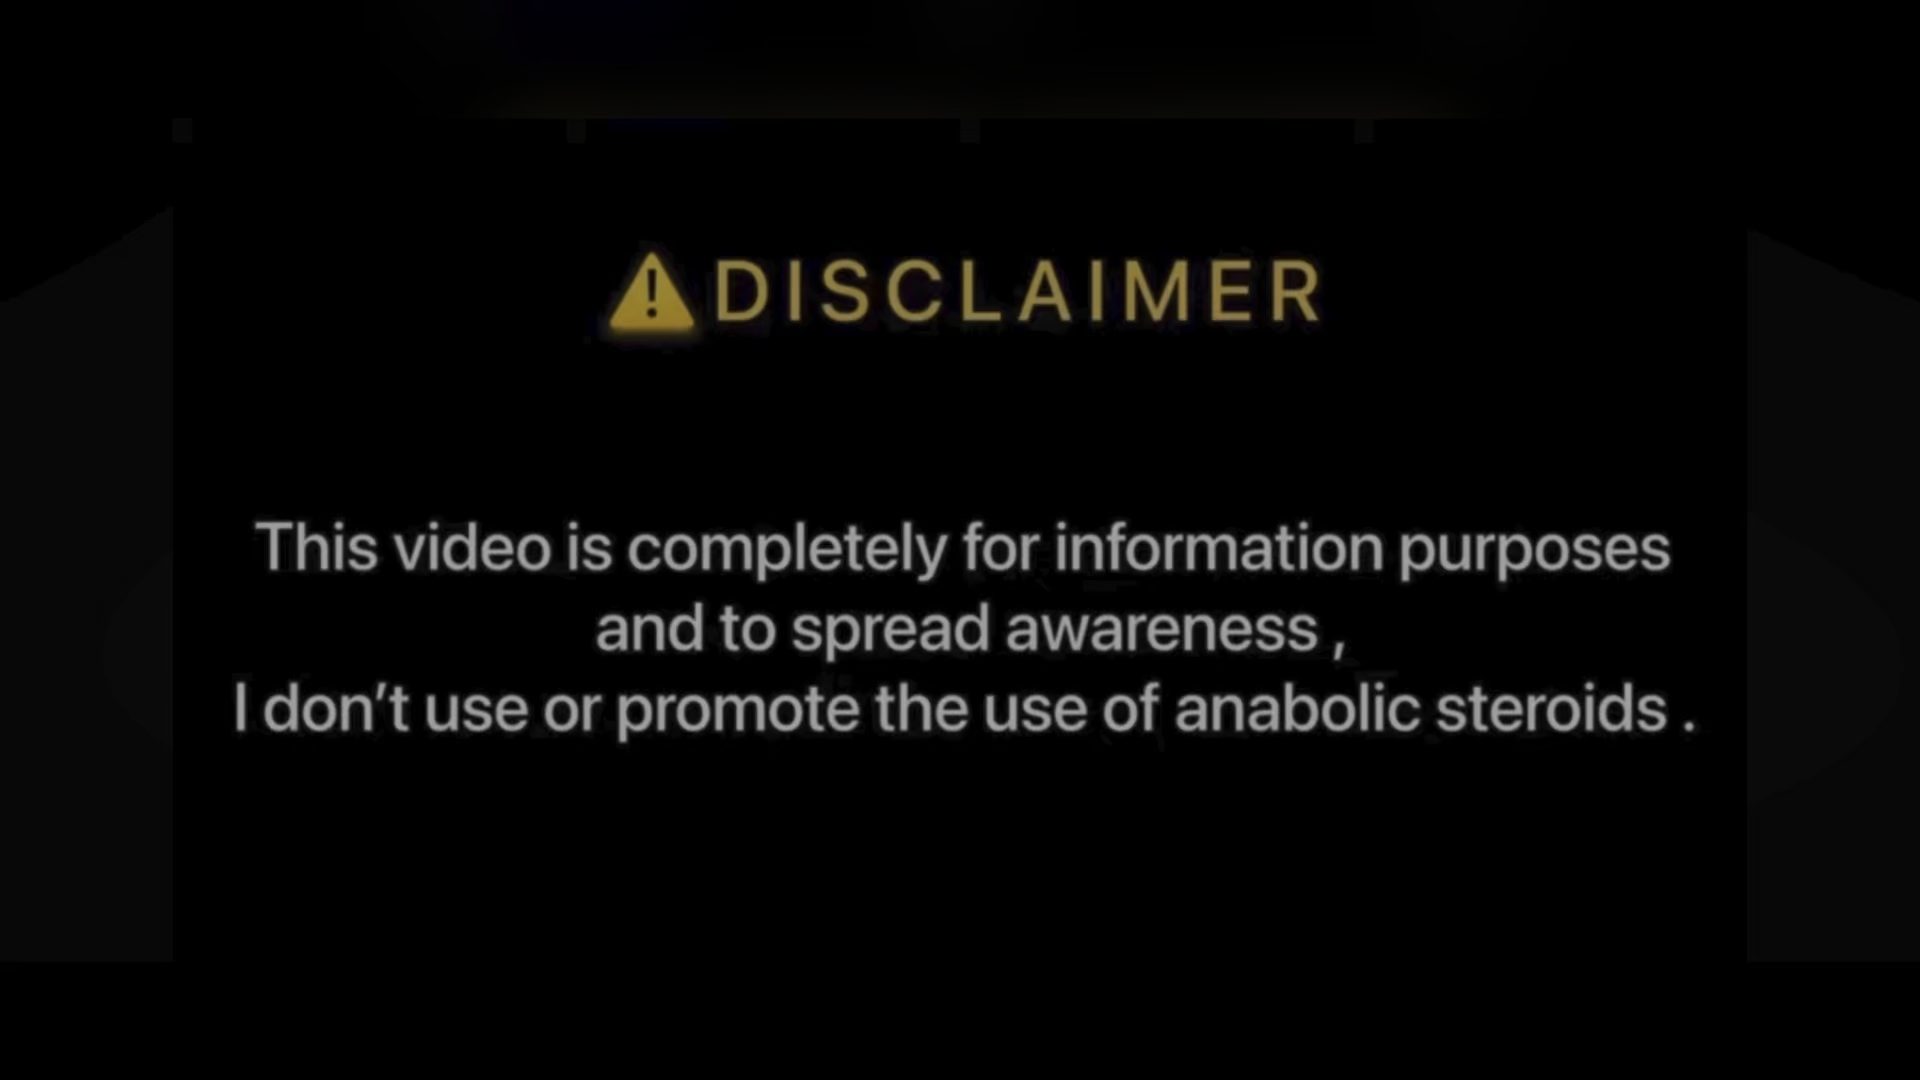 ⚠DISCLAIMER
This video is completely for information purposes
and to spread awareness ,
I don’t use or promote the use of anabolic steroids .